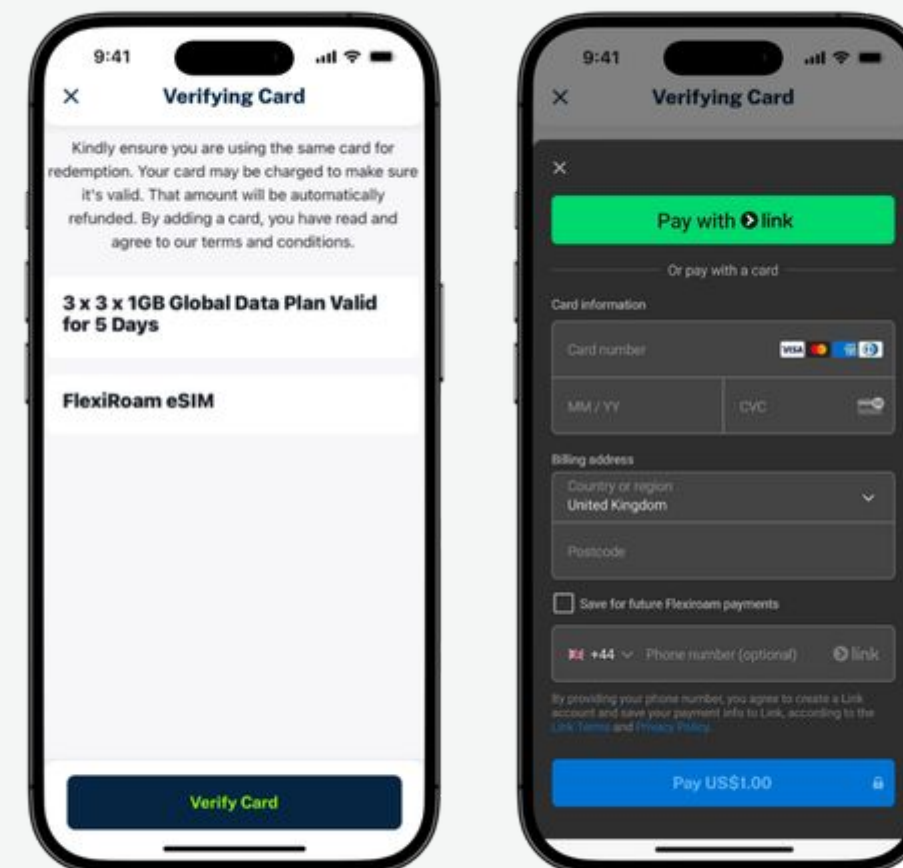 9:41
Verifying Card
Kindly ensure you are using the same card for
redemption. Your card may be charged to make sure
it's valid. That amount will be automatically
refunded. By adding a card, you have read and
agree to our terms and conditions.
3 x 3 x 1GB Global Data Plan Valid
for 5 Days
FlexiRoam eSIM
Verify Card
9:41
Verifying Card
Pay with link
Or pay with a card
Card information
Card number VISA
MM / YY CVC
Billing address
Country or region
United Kingdom
Postcode
Save for future Flexiroam payments
+44 Phone number (optional) link
By providing your phone number, you agree to create a Link
account and save your payment info to Link, according to the
Link Terms and Privacy Policy.
Pay US$1.00